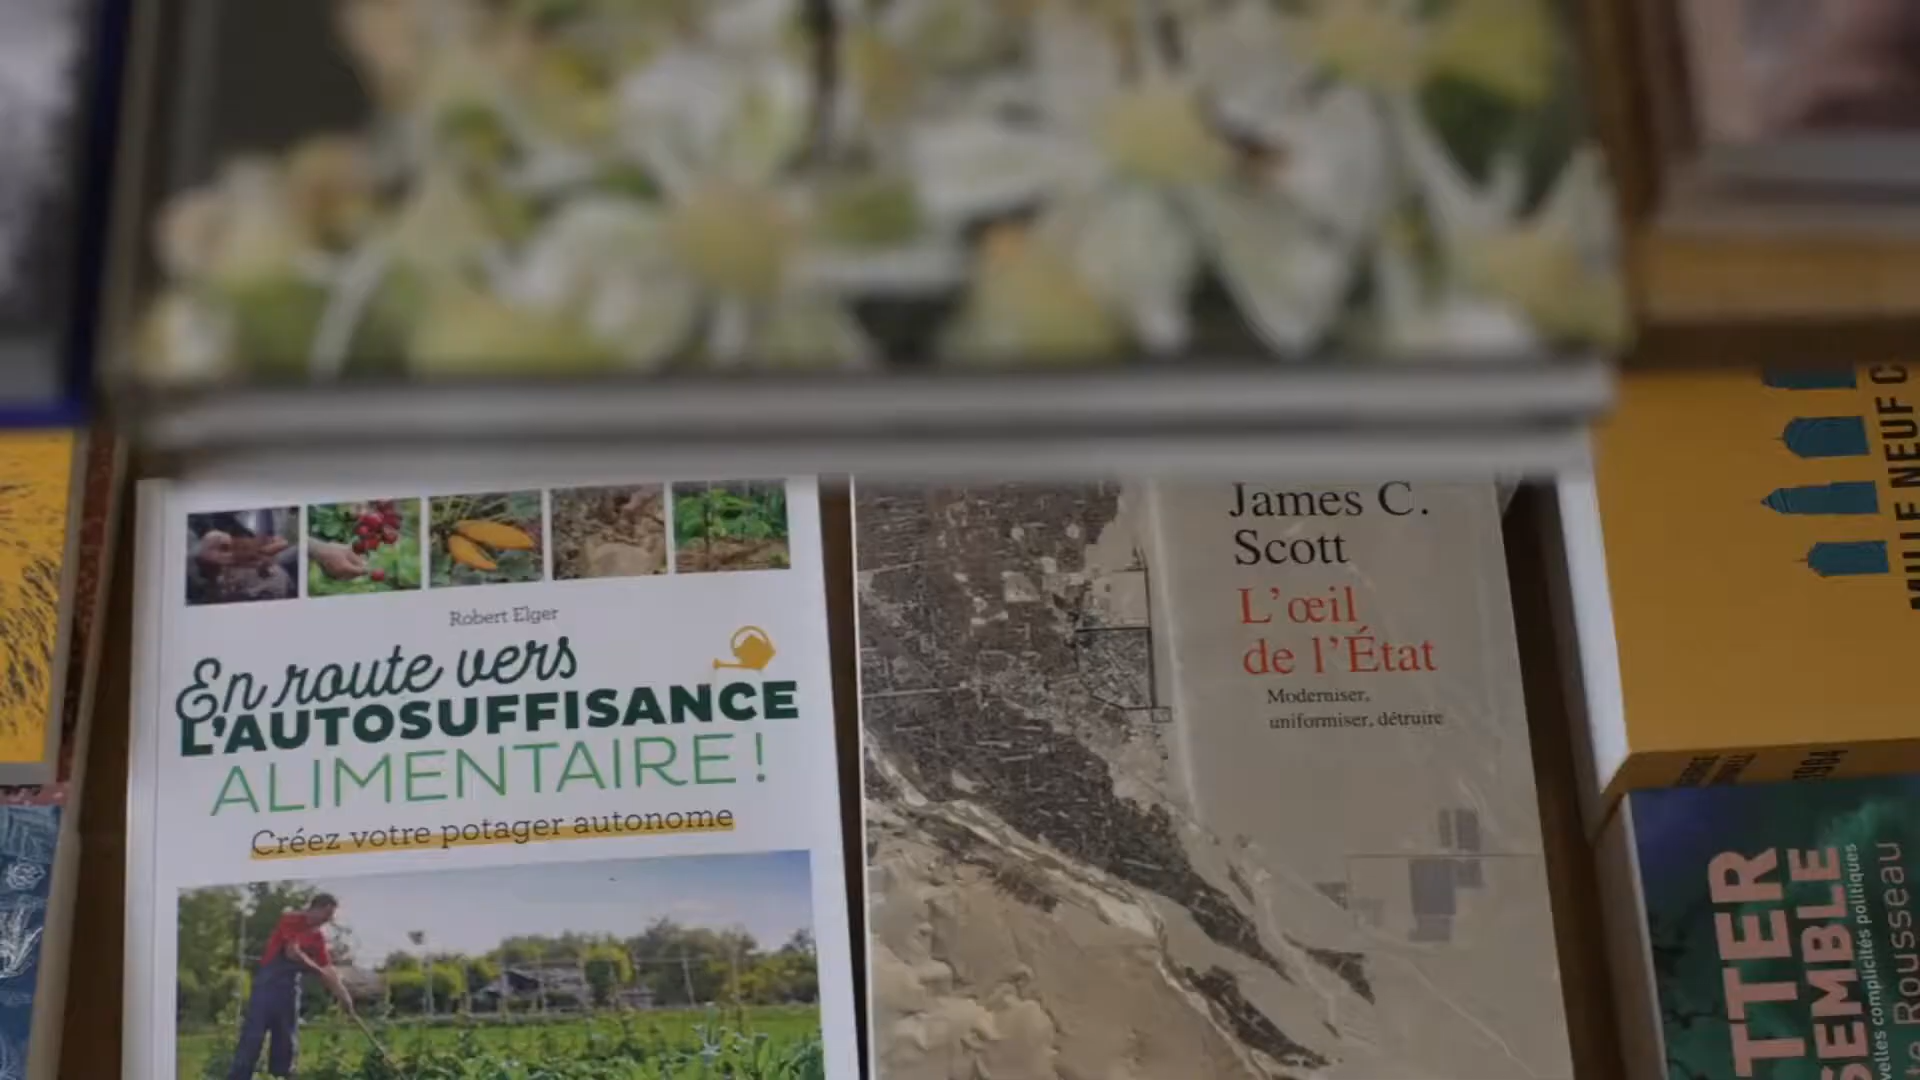 Robert Elger
En route vers
L'AUTOSUFFISANCE
ALIMENTAIRE !
Créez votre potager autonome
James C.
Scott
L'œil
de l'État
Moderniser,
uniformiser, détruire
MILLE NEUF C
1984
TTER
SEMBLE
velles complicités politiques
Rousseau